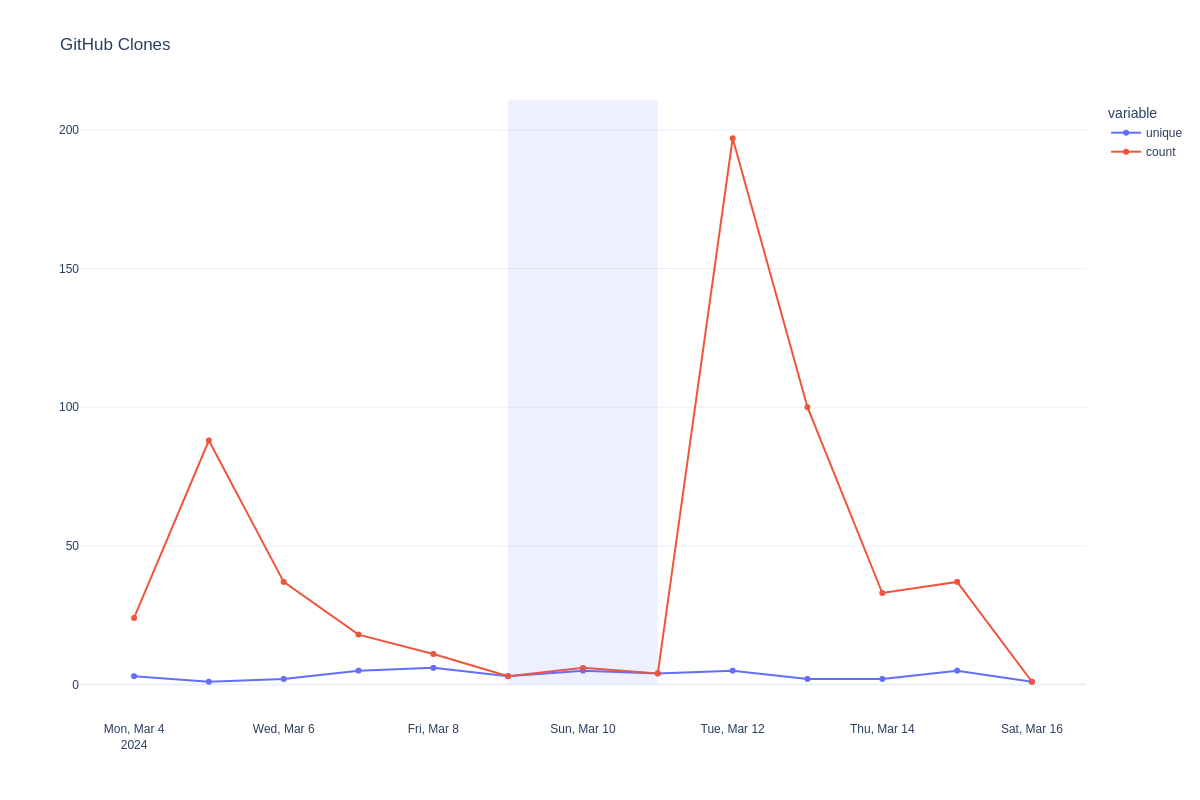 GitHub Clones
variable
unique
count
200
150
100
50
0
Mon, Mar 4
2024
Wed, Mar 6
Fri, Mar 8
Sun, Mar 10
Tue, Mar 12
Thu, Mar 14
Sat, Mar 16